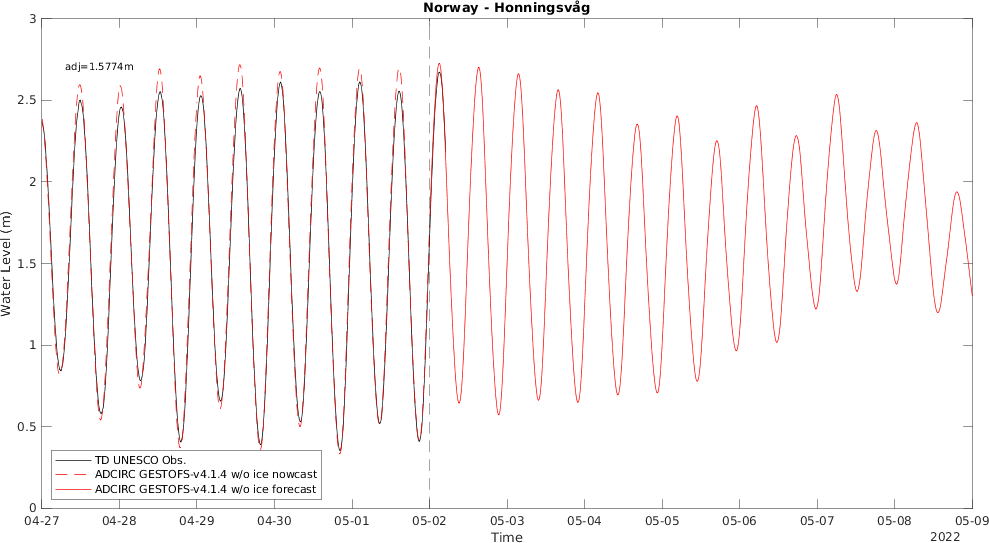 Norway - Honningsvåg
3
adj=1.5774m
2.5
2
Water Level (m)
1.5
1
0.5
TD UNESCO Obs.
ADCIRC GESTOFS-v4.1.4 w/o ice nowcast
ADCIRC GESTOFS-v4.1.4 w/o ice forecast
0
04-27 04-28 04-29 04-30 05-01 05-02 05-03 05-04 05-05 05-06 05-07 05-08 05-09
Time
2022